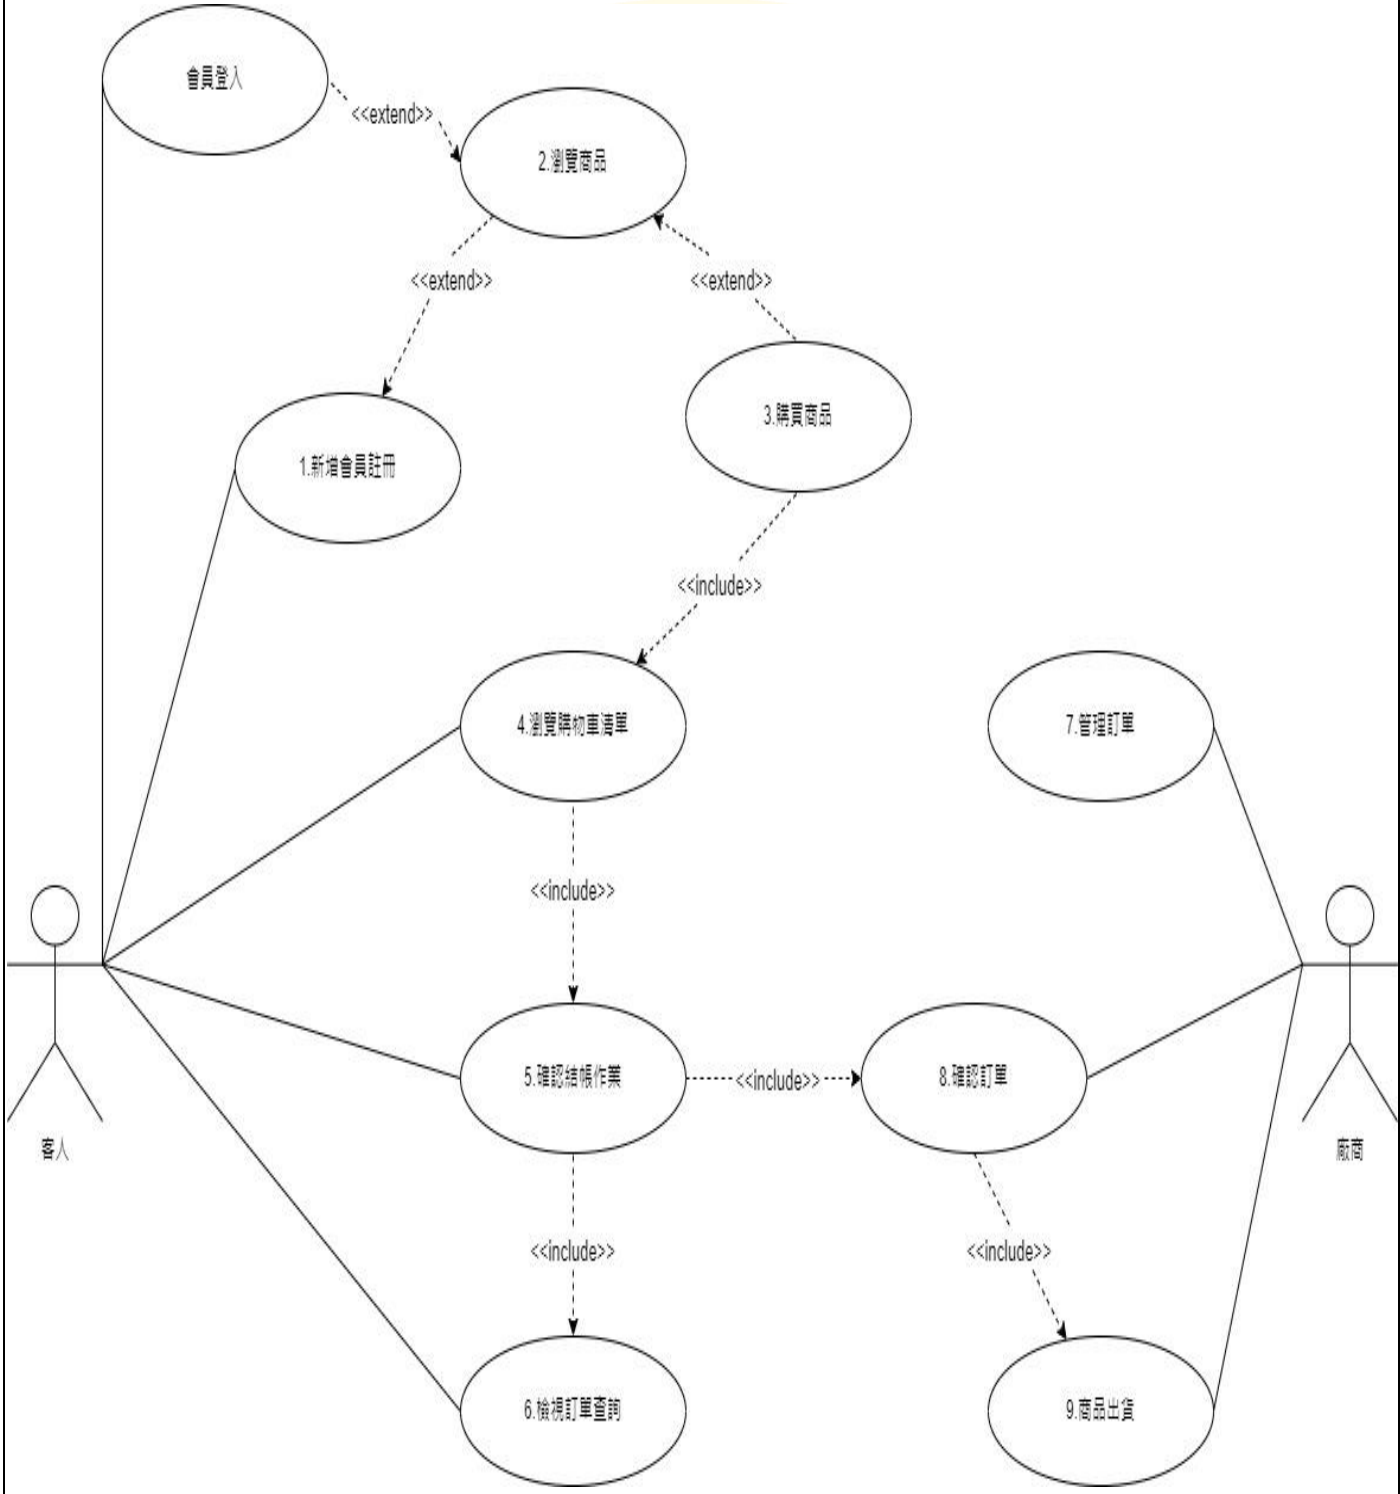 會員登入
<<extend>>
2.瀏覽商品
<<extend>>
<<extend>>
3.購買商品
1.新增會員註冊
<<include>>
4.瀏覽購物車清單
7.管理訂單
<<include>>
5.確認結帳作業
<<include>>
8.確認訂單
客人
廠商
<<include>>
<<include>>
6.檢視訂單查詢
9.商品出貨